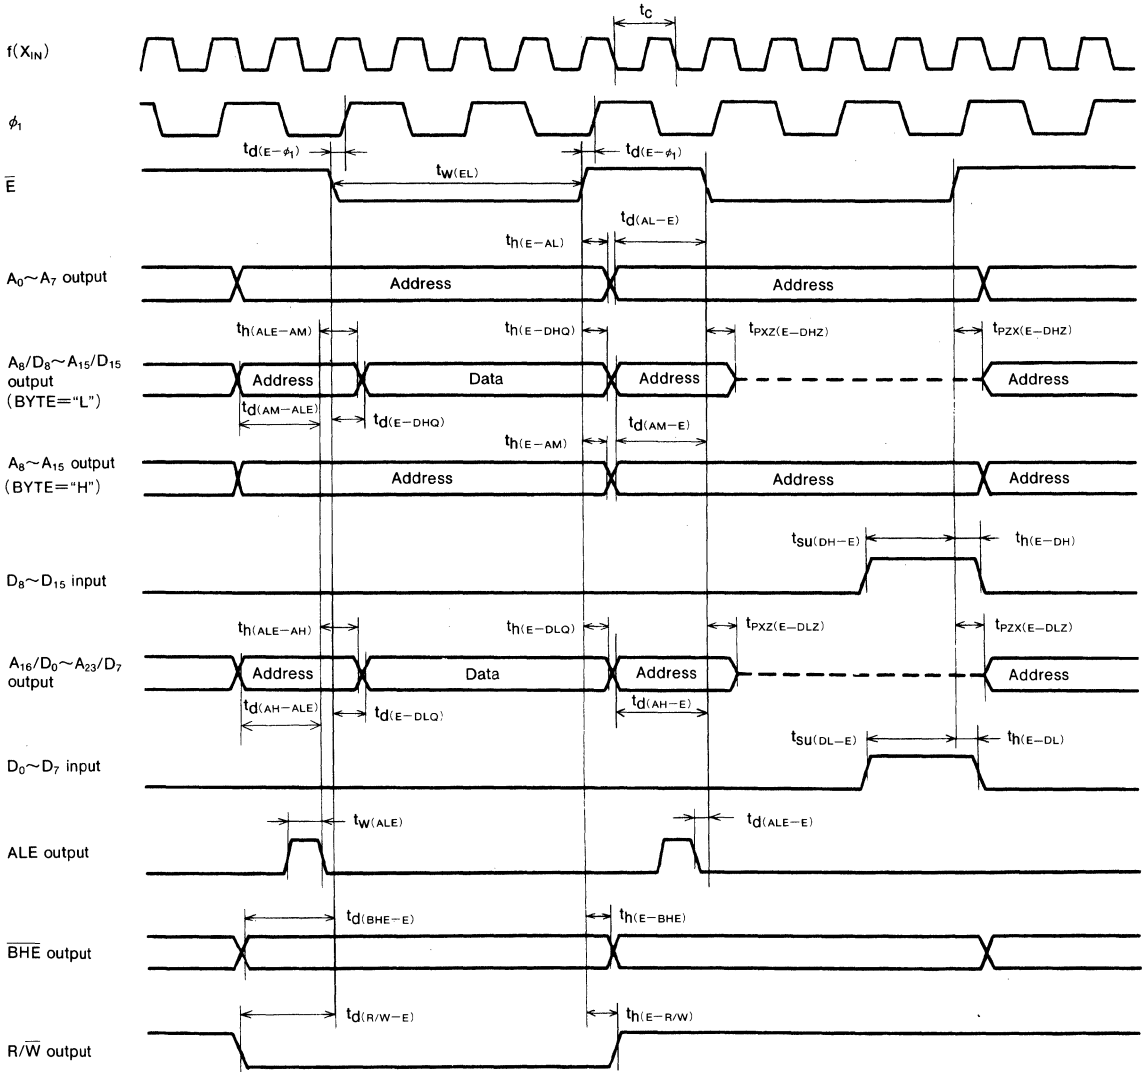 tC
f(XIN)
ϕ1
td(E−ϕ1) td(E−ϕ1)
E̅
tw(EL)
td(AL−E)
th(E−AL)
A0~A7 output
Address Address
th(ALE−AM) th(E−DHQ) tPXZ(E−DHZ) tPZX(E−DHZ)
A8/D8~A15/D15
output
(BYTE="L")
Address Data Address Address
td(AM−ALE) td(E−DHQ) td(AM−E)
th(E−AM)
A8~A15 output
(BYTE="H")
Address Address Address
tsu(DH−E) th(E−DH)
D8~D15 input
th(ALE−AH) th(E−DLQ) tPXZ(E−DLZ) tPZX(E−DLZ)
A16/D0~A23/D7
output
Address Data Address Address
td(AH−ALE) td(E−DLQ) td(AH−E)
tsu(DL−E) th(E−DL)
D0~D7 input
tw(ALE) td(ALE−E)
ALE output
td(BHE−E) th(E−BHE)
B̅H̅E̅ output
td(R/W−E) th(E−R/W)
R/W̅ output